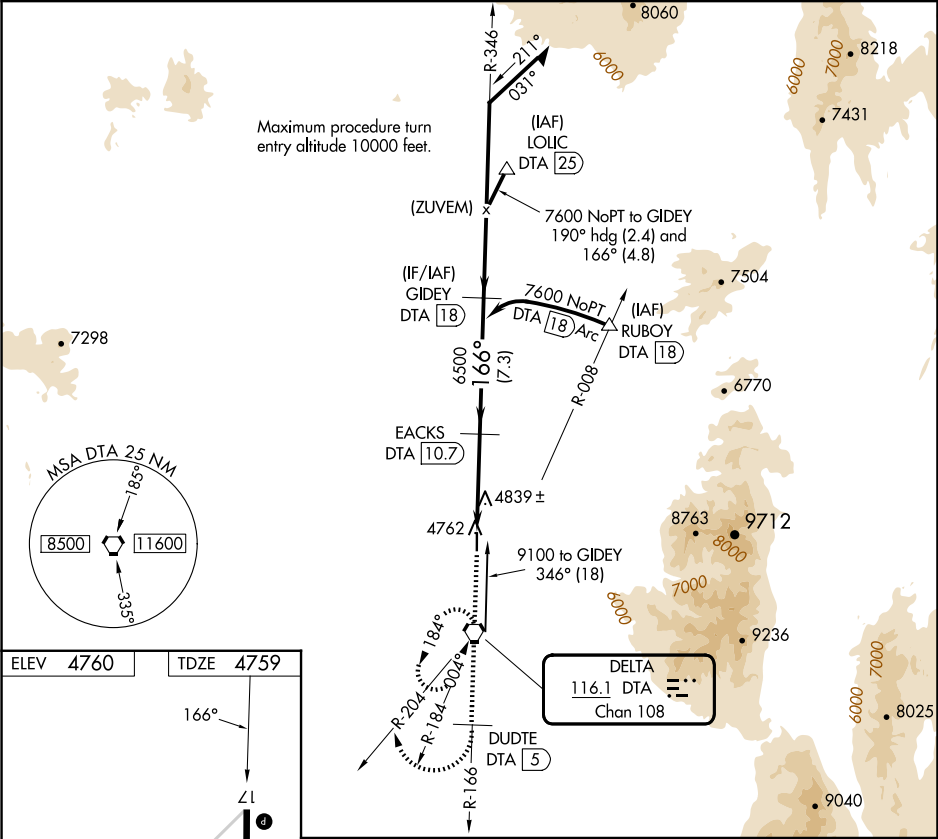 8060
R-346
211°
031°
6000
6000
7000
8218
7431
Maximum procedure turn
entry altitude 10000 feet.
(IAF)
LOLIC
DTA 25
(ZUVEM)
x
7600 NoPT to GIDEY
190° hdg (2.4) and
166° (4.8)
(IF/IAF)
GIDEY
DTA 18
7600 NoPT
DTA 18 Arc
(IAF)
RUBOY
DTA 18
7504
7298
6500
166°
(7.3)
R-008
6770
EACKS
DTA 10.7
MSA DTA 25 NM
185°
8500
11600
335°
4839 ±
4762
8763
9712
8000
7000
6000
9100 to GIDEY
346° (18)
184°
004°
R-204
R-184
9236
DELTA
116.1 DTA
Chan 108
7000
6000
8025
DUDTE
DTA 5
R-166
9040
ELEV 4760
TDZE 4759
166°
17
P